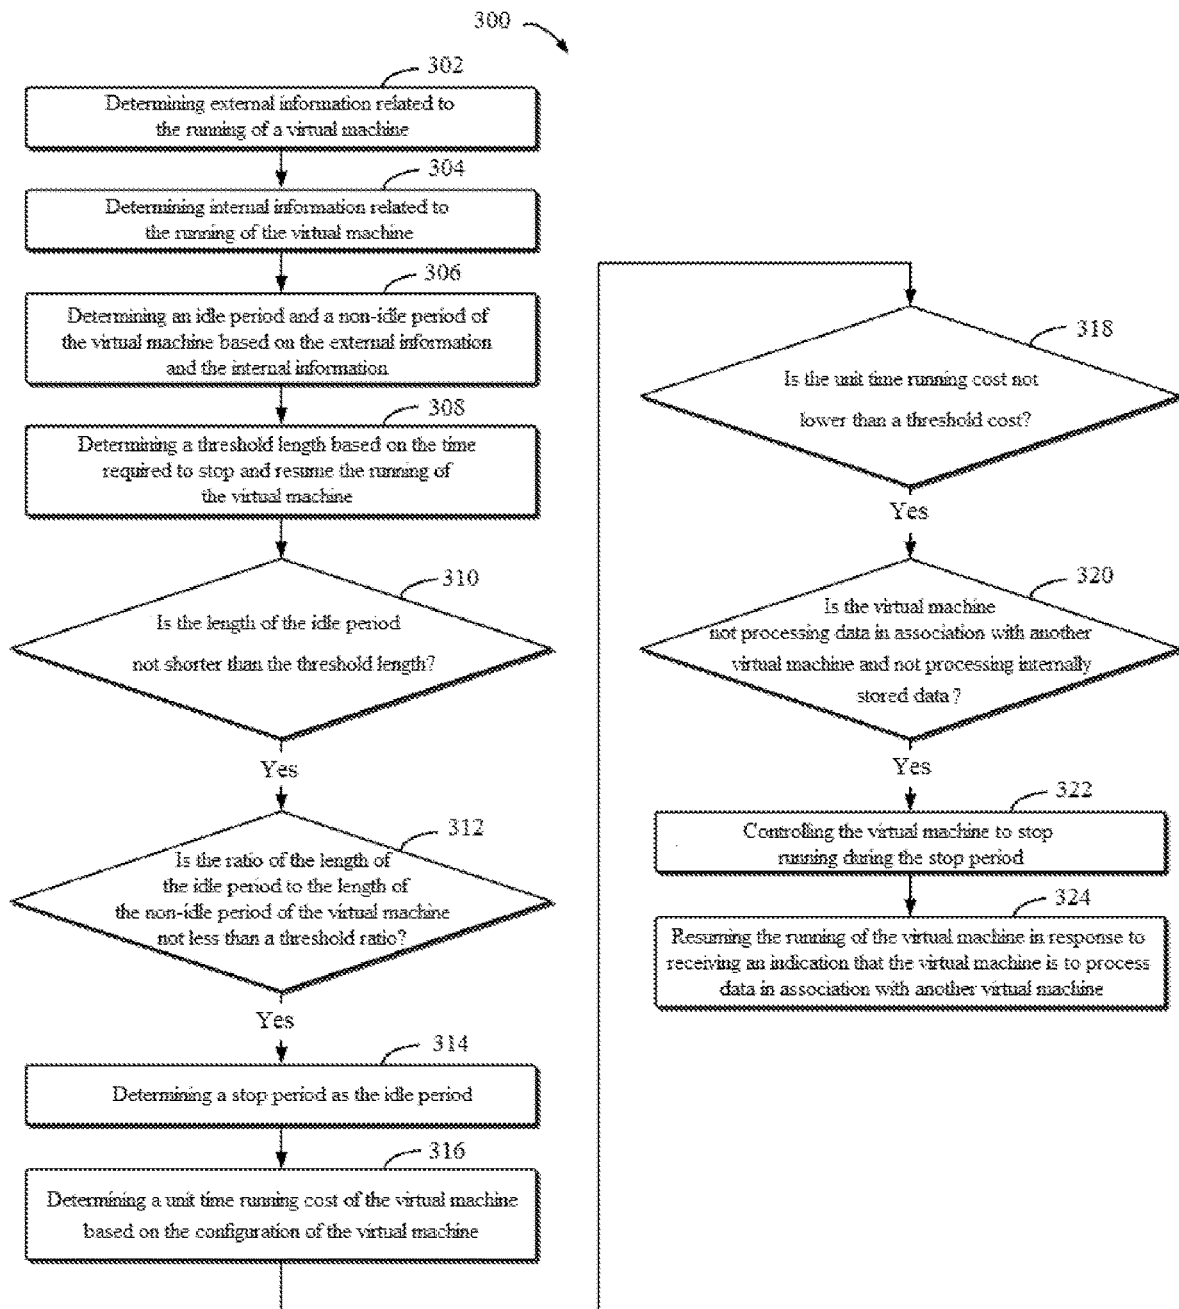 300
302
Determining external information related to
the running of a virtual machine
304
Determining internal information related to
the running of the virtual machine
306
Determining an idle period and a non-idle period of
the virtual machine based on the external information
and the internal information
308
Determining a threshold length based on the time
required to stop and resume the running of
the virtual machine
310
Is the length of the idle period
not shorter than the threshold length?
Yes
312
Is the ratio of the length of
the idle period to the length of
the non-idle period of the virtual machine
not less than a threshold ratio?
Yes
314
Determining a stop period as the idle period
316
Determining a unit time running cost of the virtual machine
based on the configuration of the virtual machine
318
Is the unit time running cost not
lower than a threshold cost?
Yes
320
Is the virtual machine
not processing data in association with another
virtual machine and not processing internally
stored data?
Yes
322
Controlling the virtual machine to stop
running during the stop period
324
Resuming the running of the virtual machine in response to
receiving an indication that the virtual machine is to process
data in association with another virtual machine